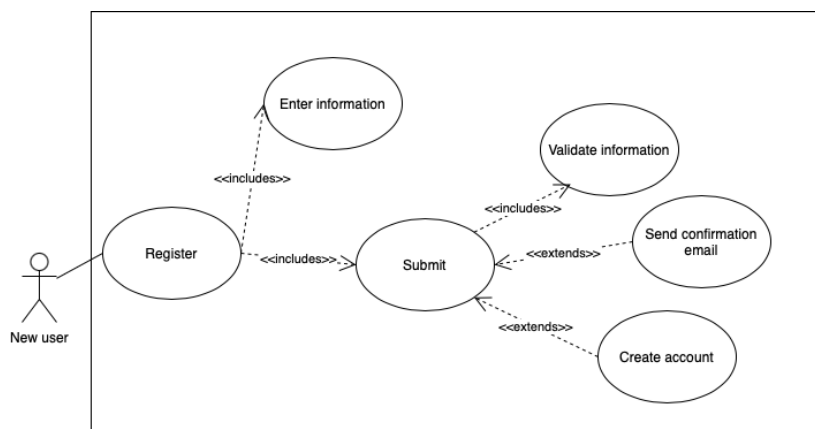 Enter information
<<includes>>
Validate information
<<includes>>
Send confirmation
email
Register
<<includes>>
Submit
<<extends>>
New user
<<extends>>
Create account